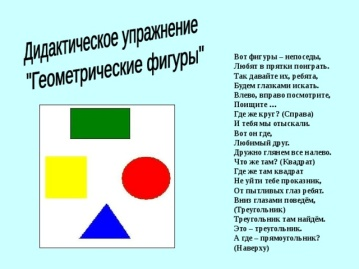 Дидактическое упражнение
"Геометрические фигуры"
Вот фигуры – непоседы,
Любят в прятки поиграть.
Так давайте их, ребята,
Будем глазками искать.
Влево, вправо посмотрите,
Поищите …
Где же круг? (Справа)
И тебя мы отыскали.
Вот он где,
Любимый друг.
Дружно глянем все налево.
Что же там? (Квадрат)
Где же там квадрат
Не уйти тебе проказник,
От пытливых глаз ребят.
Вниз глазами поведём,
(Треугольник)
Треугольник там найдём.
Это – треугольник.
А где – прямоугольник?
(Наверху)